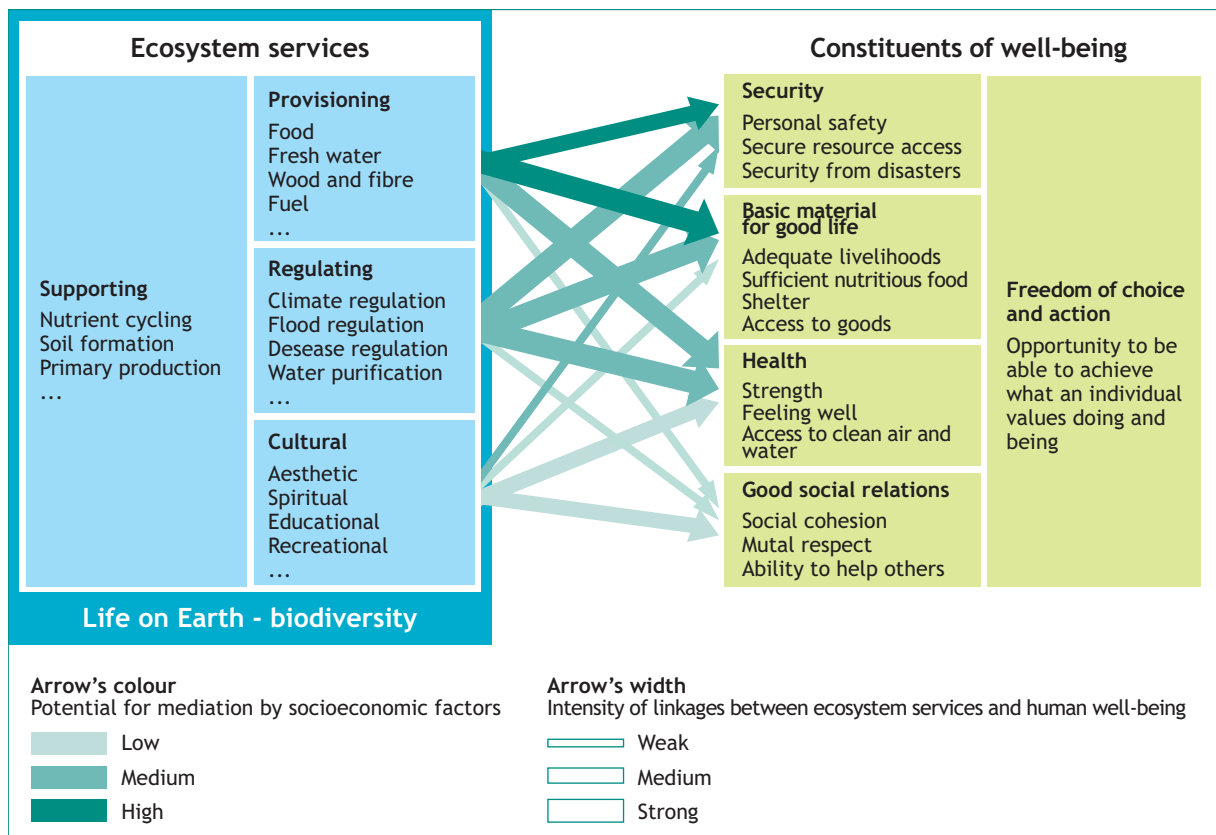 Ecosystem services
Supporting
Nutrient cycling
Soil formation
Primary production
...
Provisioning
Food
Fresh water
Wood and fibre
Fuel
...
Regulating
Climate regulation
Flood regulation
Desease regulation
Water purification
...
Cultural
Aesthetic
Spiritual
Educational
Recreational
...
Life on Earth - biodiversity
Constituents of well-being
Security
Personal safety
Secure resource access
Security from disasters
Basic material
for good life
Adequate livelihoods
Sufficient nutritious food
Shelter
Access to goods
Health
Strength
Feeling well
Access to clean air and
water
Good social relations
Social cohesion
Mutal respect
Ability to help others
Freedom of choice
and action
Opportunity to be
able to achieve
what an individual
values doing and
being
Arrow's colour
Potential for mediation by socioeconomic factors
Low
Medium
High
Arrow's width
Intensity of linkages between ecosystem services and human well-being
Weak
Medium
Strong